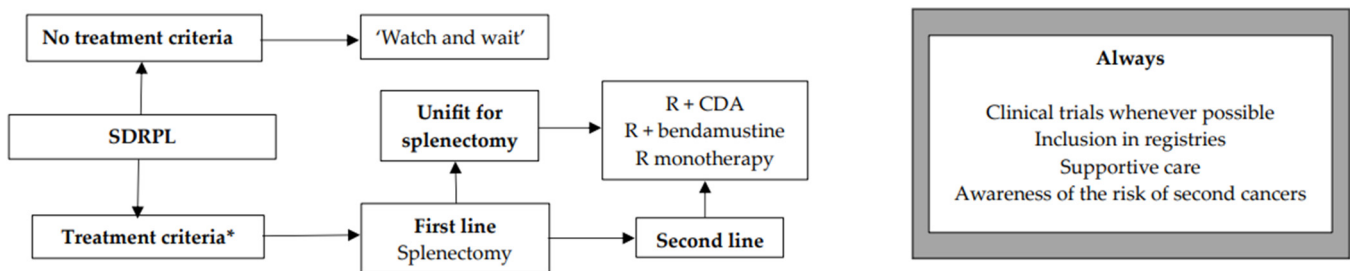 No treatment criteria
'Watch and wait'
SDRPL
Unifit for
splenectomy
R + CDA
R + bendamustine
R monotherapy
Treatment criteria*
First line
Splenectomy
Second line
Always
Clinical trials whenever possible
Inclusion in registries
Supportive care
Awareness of the risk of second cancers